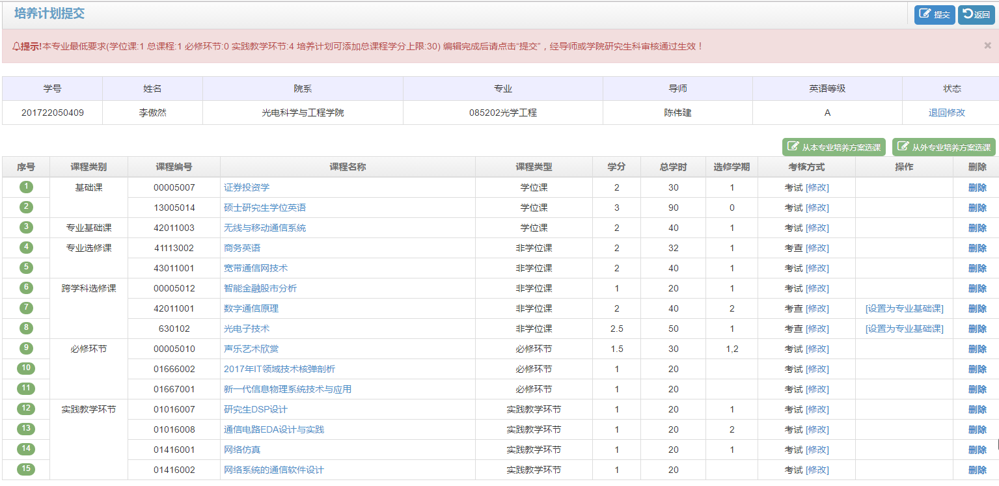 培养计划提交
提交 返回
提示!本专业最低要求(学位课:1 总课程:1 必修环节:0 实践教学环节:4 培养计划可添加总课程学分上限:30) 编辑完成后请点击“提交”，经导师或学院研究生科审核通过生效！ ×
学号 姓名 院系 专业 导师 英语等级 状态
201722050409 李傲然 光电科学与工程学院 085202光学工程 陈伟建 A 退回修改
从本专业培养方案选课 从外专业培养方案选课
序号 课程类别 课程编号 课程名称 课程类型 学分 总学时 选修学期 考核方式 操作 删除
1 基础课 00005007 证券投资学 学位课 2 30 1 考试 [修改] 删除
2 13005014 硕士研究生学位英语 学位课 3 90 0 考试 [修改] 删除
3 专业基础课 42011003 无线与移动通信系统 学位课 2 40 1 考试 [修改] 删除
4 专业选修课 41113002 商务英语 非学位课 2 32 1 考查 [修改] 删除
5 43011001 宽带通信网技术 非学位课 2 40 1 考试 [修改] 删除
6 跨学科选修课 00005012 智能金融股市分析 非学位课 1 20 1 考试 [修改] 删除
7 42011001 数字通信原理 非学位课 2 40 2 考查 [修改] [设置为专业基础课] 删除
8 630102 光电子技术 非学位课 2.5 50 1 考查 [修改] [设置为专业基础课] 删除
9 必修环节 00005010 声乐艺术欣赏 必修环节 1.5 30 1,2 考试 [修改] 删除
10 01666002 2017年IT领域技术核弹剖析 必修环节 1 20 考试 [修改] 删除
11 01667001 新一代信息物理系统技术与应用 必修环节 1 20 考试 [修改] 删除
12 实践教学环节 01016007 研究生DSP设计 实践教学环节 1 20 1 考试 [修改] 删除
13 01016008 通信电路EDA设计与实践 实践教学环节 1 20 2 考试 [修改] 删除
14 01416001 网络仿真 实践教学环节 1 20 1 考试 [修改] 删除
15 01416002 网络系统的通信软件设计 实践教学环节 1 20 考试 [修改] 删除